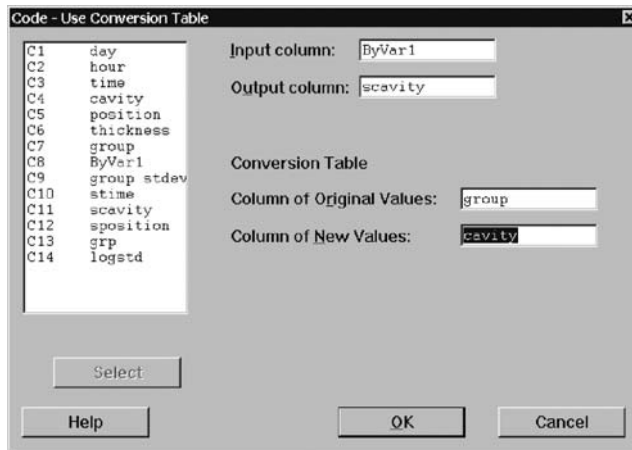 Code - Use Conversion Table
C1 day
C2 hour
C3 time
C4 cavity
C5 position
C6 thickness
C7 group
C8 ByVar1
C9 group stdev
C10 stime
C11 scavity
C12 sposition
C13 grp
C14 logstd
Input column: ByVar1
Output column: scavity
Conversion Table
Column of Original Values: group
Column of New Values: cavity
Select
Help
OK
Cancel